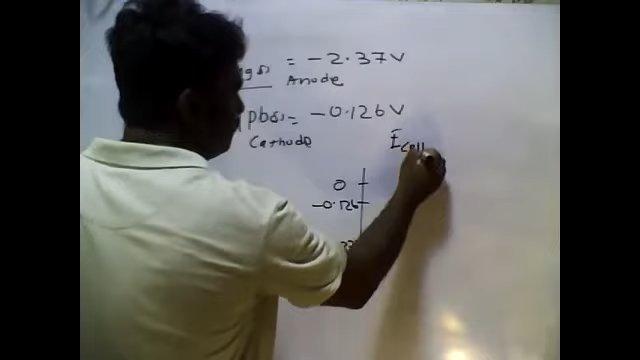 Mg(s) = -2.37V
Anode
Pb(s) = -0.126V
Cathode
Ecell
0
-0.126